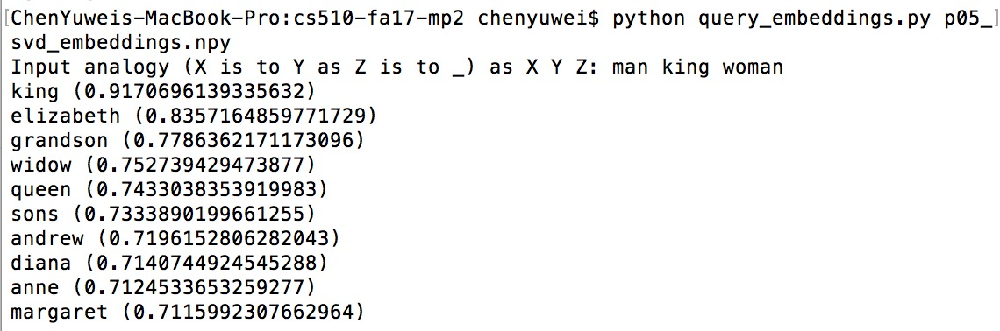 [ChenYuweis-MacBook-Pro:cs510-fa17-mp2 chenyuwei$ python query_embeddings.py p05_]
svd_embeddings.npy
Input analogy (X is to Y as Z is to _) as X Y Z: man king woman
king (0.9170696139335632)
elizabeth (0.8357164859771729)
grandson (0.7786362171173096)
widow (0.752739429473877)
queen (0.7433038353919983)
sons (0.7333890199661255)
andrew (0.7196152806282043)
diana (0.7140744924545288)
anne (0.7124533653259277)
margaret (0.7115992307662964)